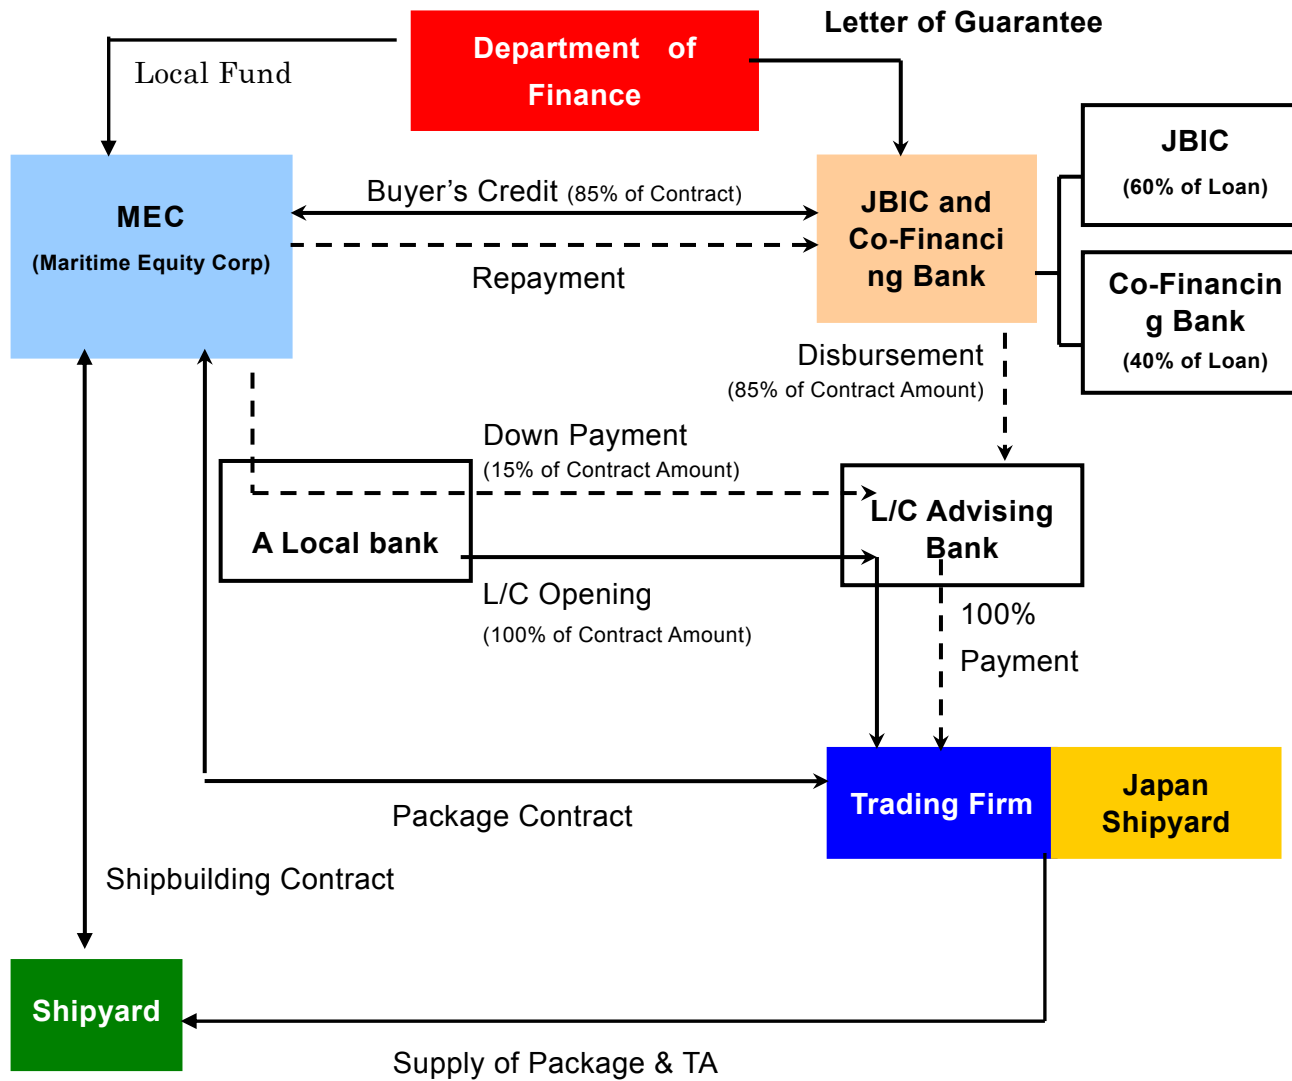 Letter of Guarantee
Department of
Finance
Local Fund
JBIC
(60% of Loan)
MEC
(Maritime Equity Corp)
Buyer’s Credit (85% of Contract)
Repayment
JBIC and
Co-Financi
ng Bank
Co-Financin
g Bank
(40% of Loan)
Disbursement
(85% of Contract Amount)
Down Payment
(15% of Contract Amount)
A Local bank
L/C Advising
Bank
L/C Opening
(100% of Contract Amount)
100%
Payment
Trading Firm
Japan
Shipyard
Package Contract
Shipbuilding Contract
Shipyard
Supply of Package & TA